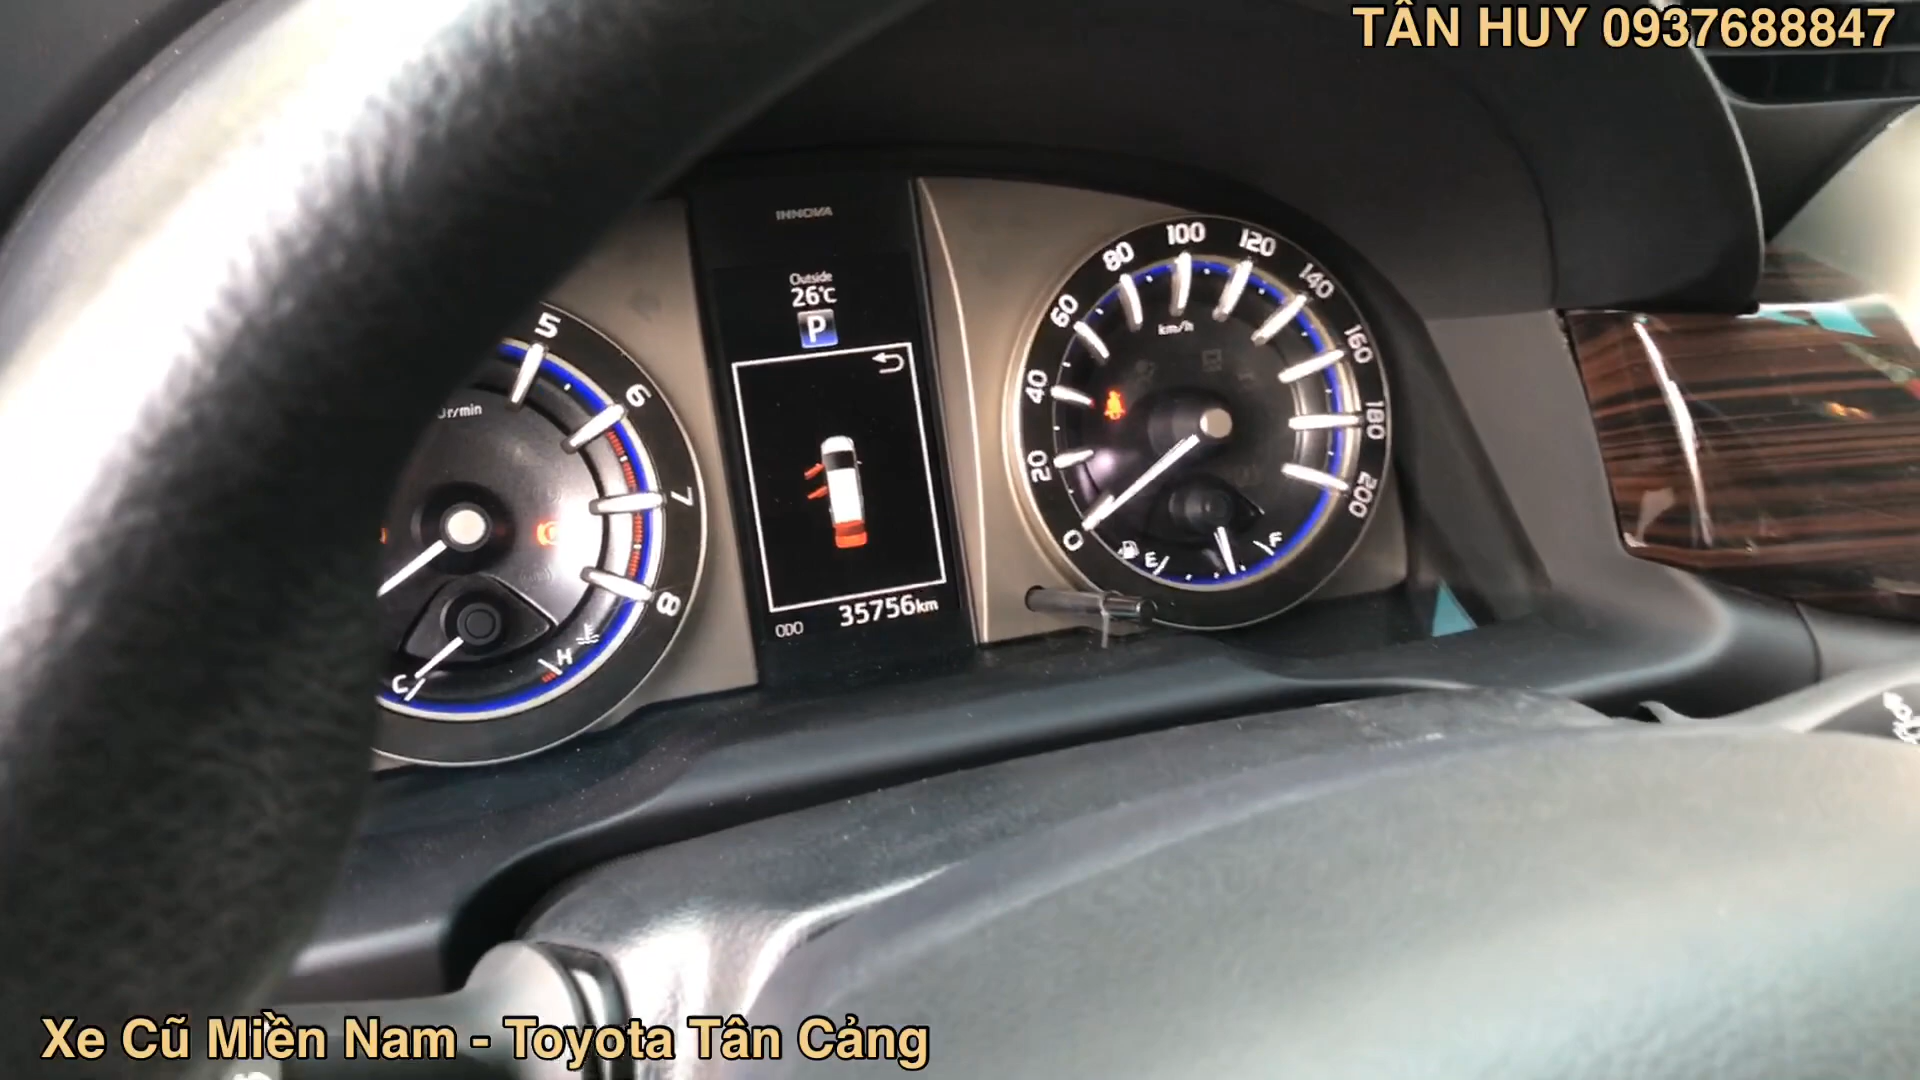 TÂN HUY 0937688847
INNOVA
Outside
26°C
P
35756km
ODO
5
6
7
8
r/min
C
H
0
20
40
60
80
100
120
140
160
180
200
km/h
E
F
Xe Cũ Miền Nam - Toyota Tân Cảng